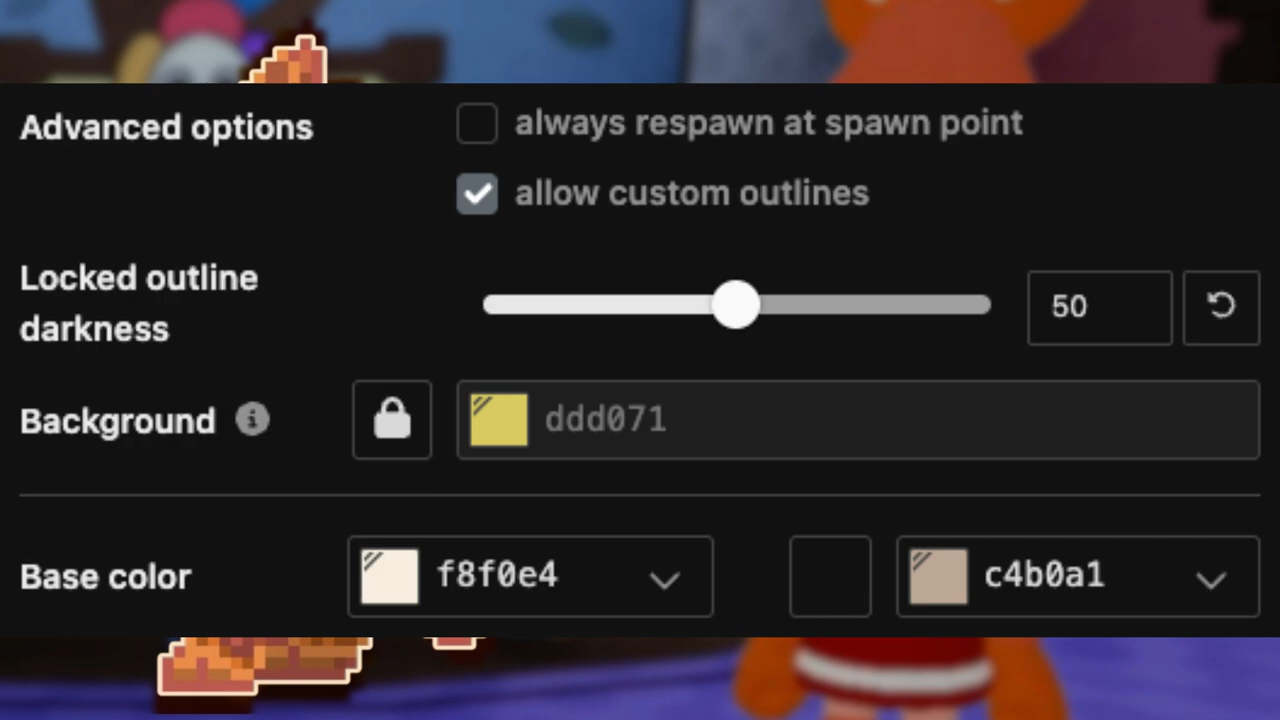 Advanced options
always respawn at spawn point
allow custom outlines
Locked outline
darkness
50
Background
ddd071
Base color
f8f0e4
c4b0a1